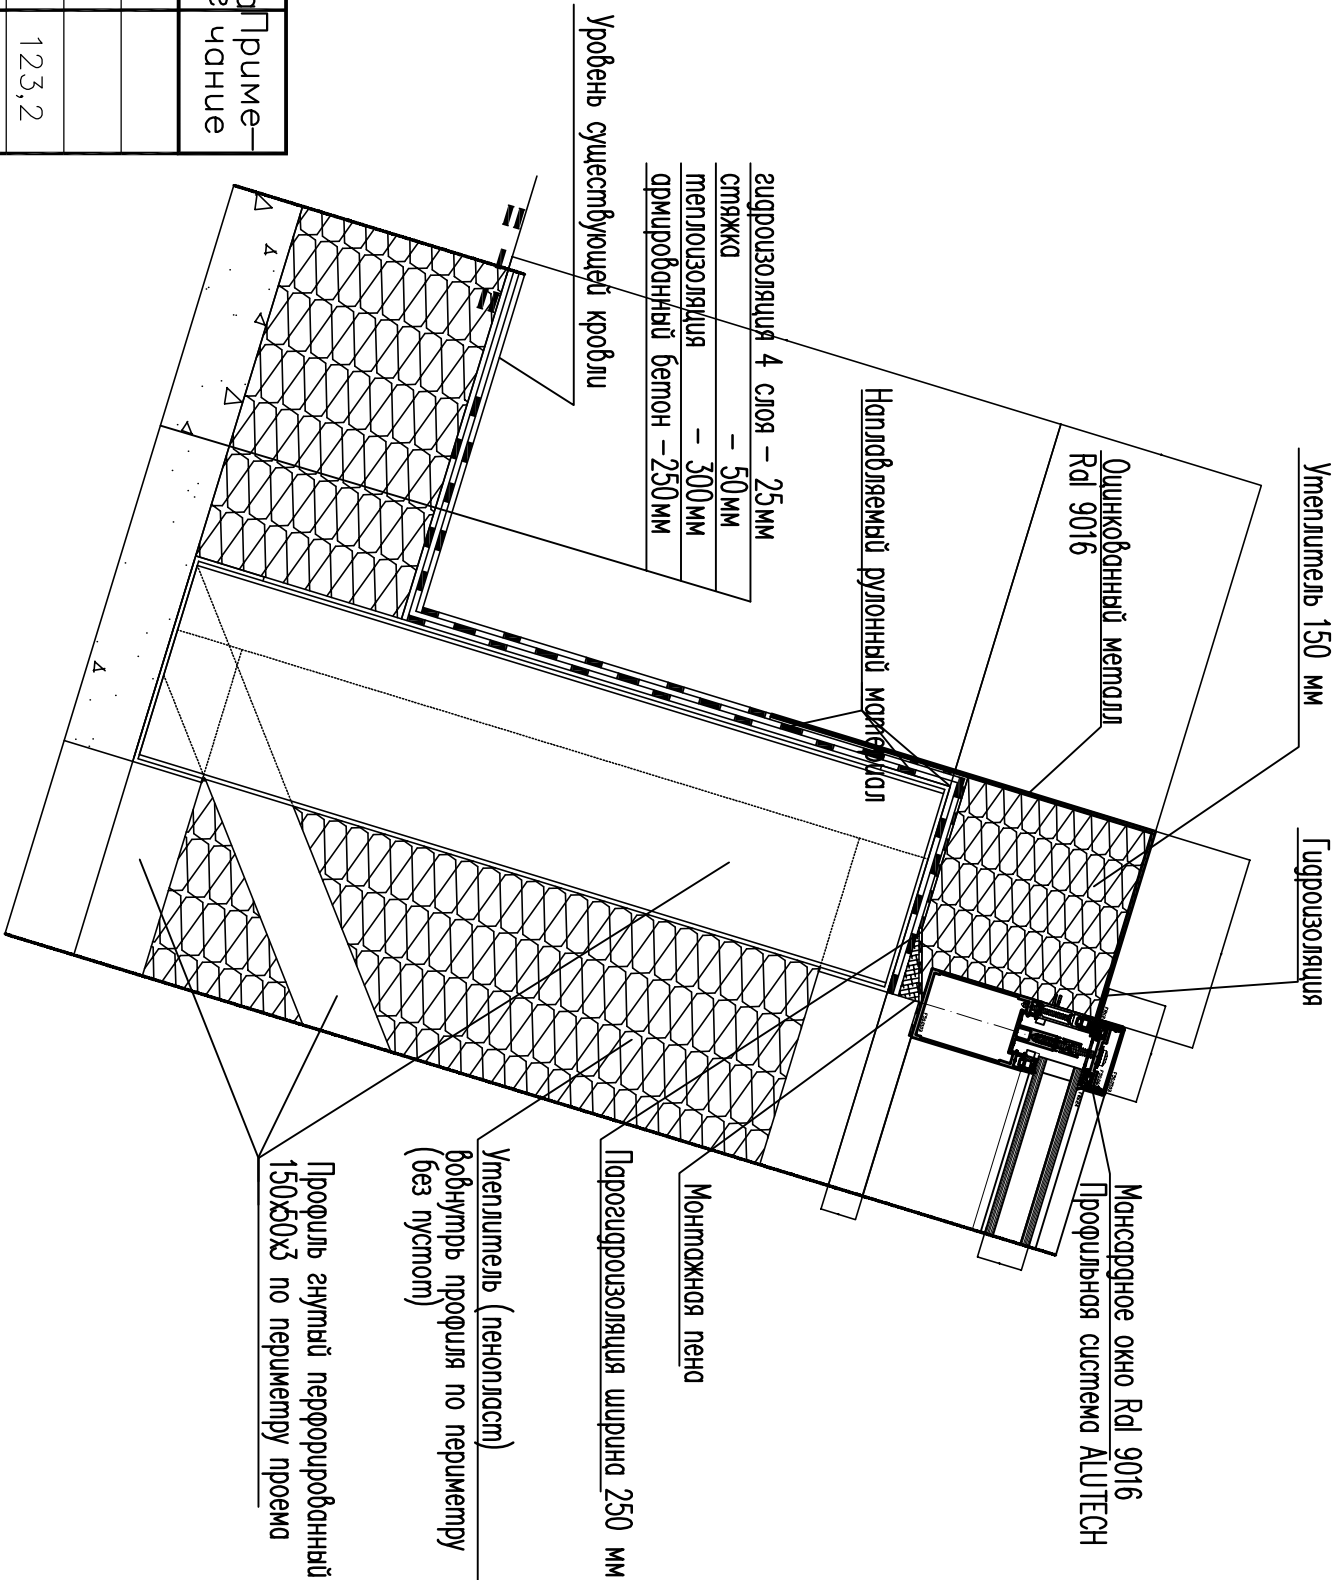 Приме-
чание
123,2
Уровень существующей кровли
гидроизоляция 4 слоя - 25мм
стяжка - 50мм
теплоизоляция - 300мм
армированный бетон -250мм
Наплавляемый рулонный материал
Оцинкованный металл
Ral 9016
Утеплитель 150 мм
Гидроизоляция
Мансардное окно Ral 9016
Профильная система ALUTECH
Монтажная пена
Парогидроизоляция ширина 250 мм
Утеплитель (пенопласт)
вовнутрь профиля по периметру
(без пустот)
Профиль гнутый перфорированный
150х50х3 по периметру проема